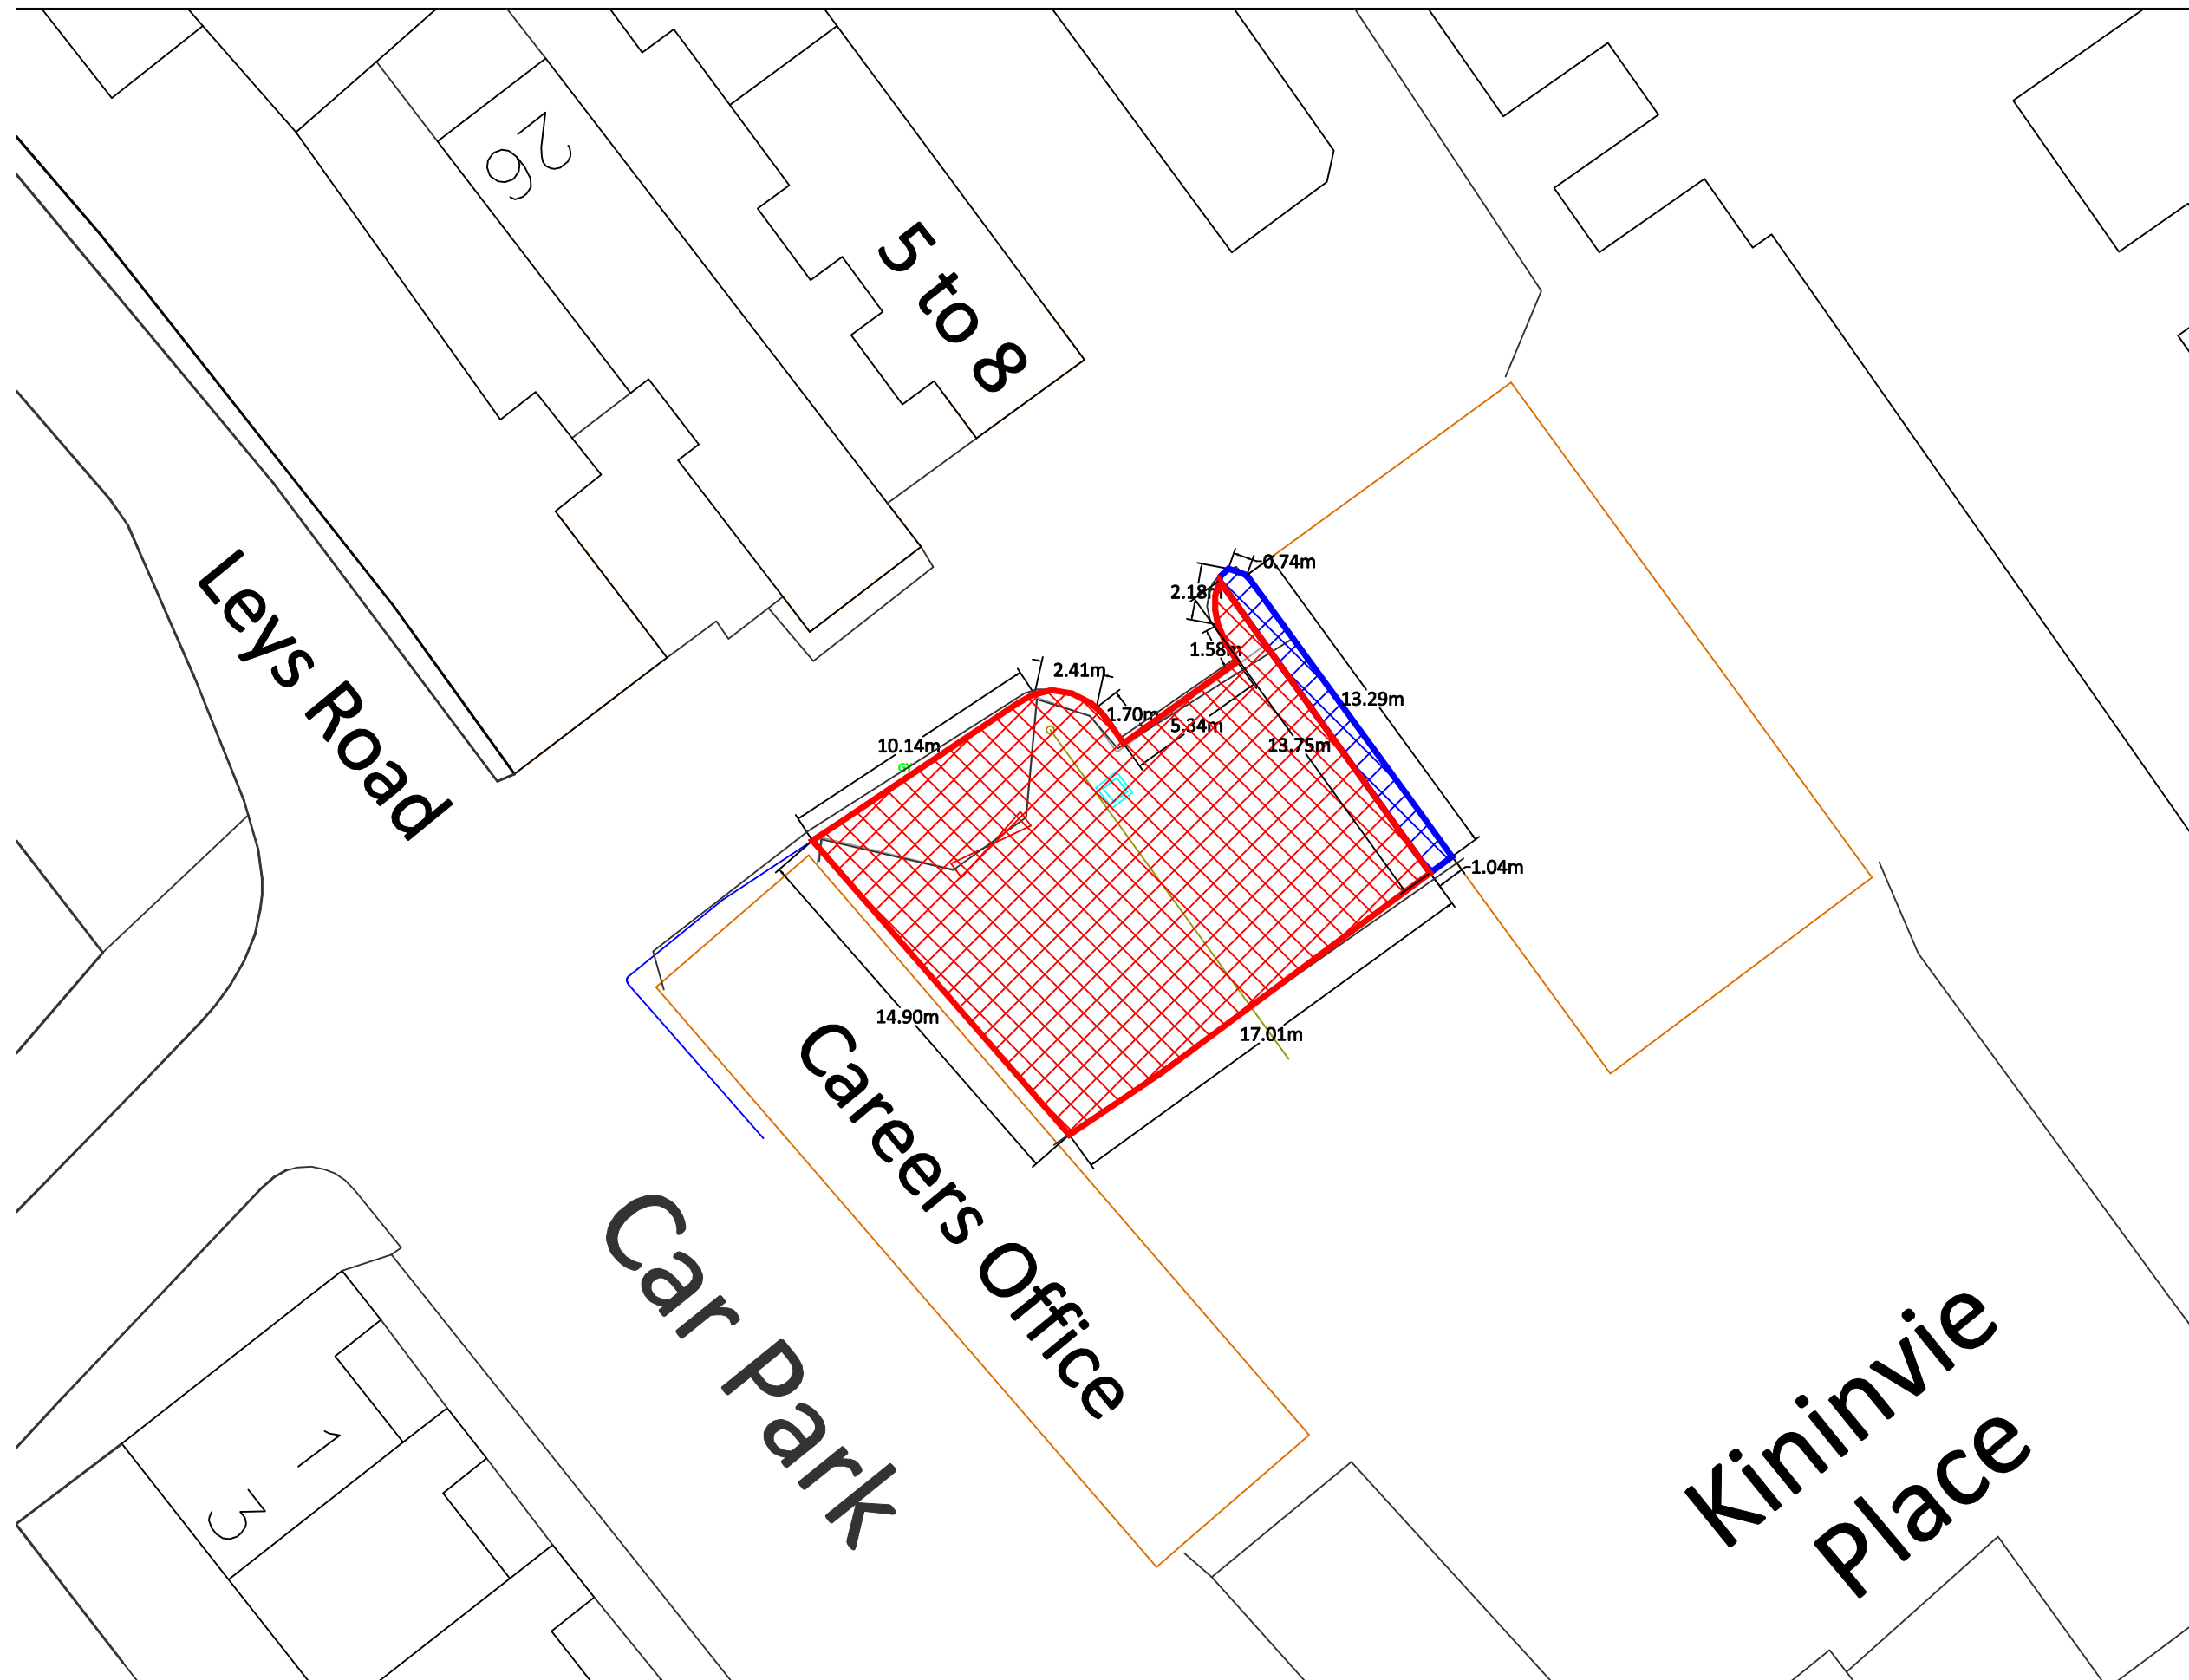 26
5 to 8
Leys Road
0.74m
2.18m
1.58m
2.41m
13.29m
1.70m
5.34m
10.14m
13.75m
GY
1.04m
14.90m
17.01m
Careers Office
Car Park
Kininvie
Place
1
3